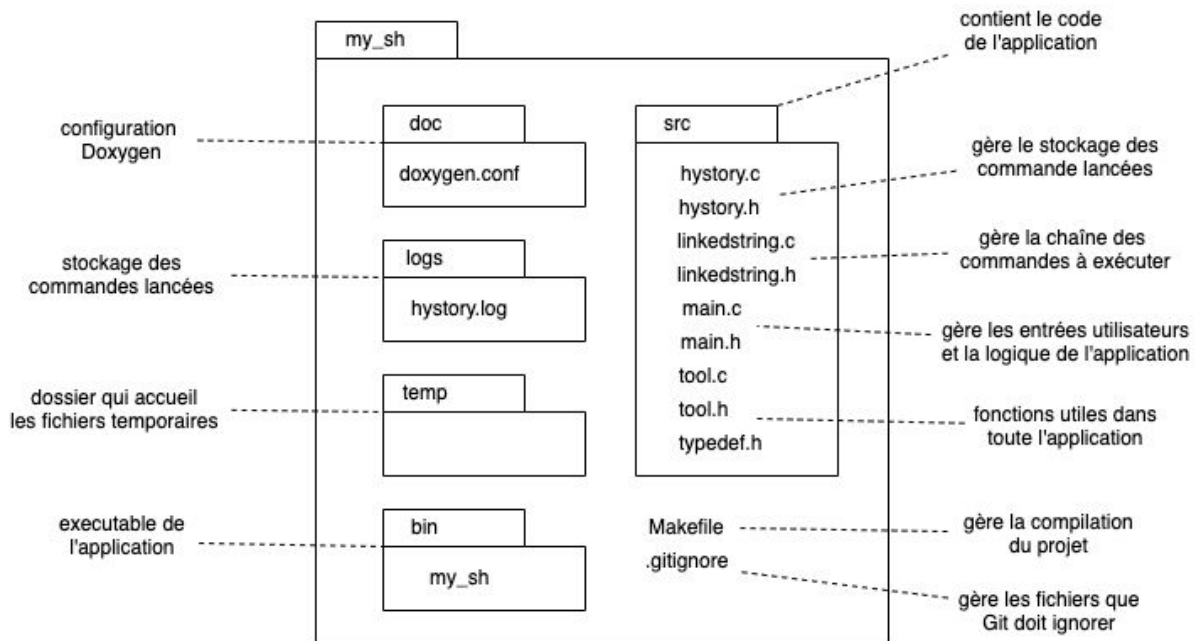 my_sh
configuration
Doxygen
doc
doxygen.conf
stockage des
commandes lancées
logs
hystory.log
dossier qui accueil
les fichiers temporaires
temp
executable de
l'application
bin
my_sh
contient le code
de l'application
src
hystory.c
hystory.h
linkedstring.c
linkedstring.h
main.c
main.h
tool.c
tool.h
typedef.h
gère le stockage des
commande lancées
gère la chaîne des
commandes à exécuter
gère les entrées utilisateurs
et la logique de l'application
fonctions utiles dans
toute l'application
Makefile
.gitignore
gère la compilation
du projet
gère les fichiers que
Git doit ignorer